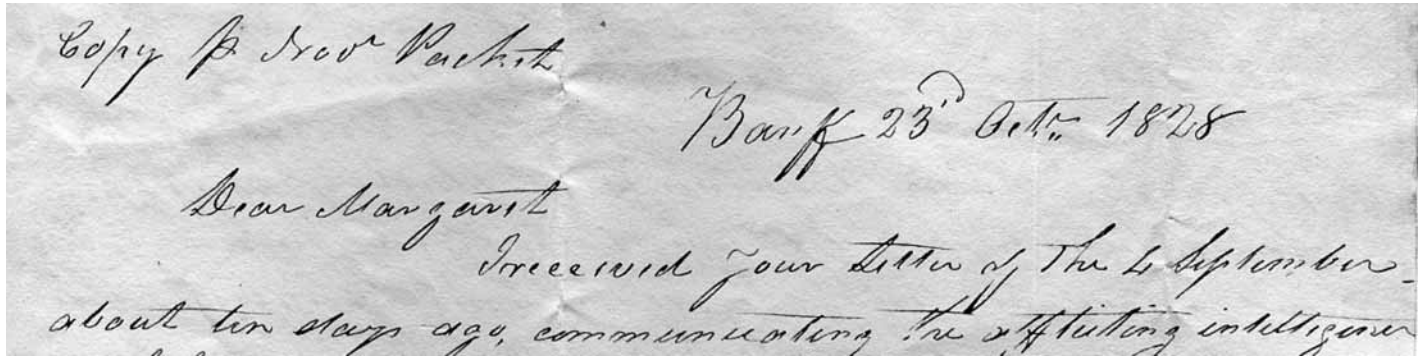 Copy ⅌ Novr Packet
Banff 23d Octr. 1828
Dear Margaret
I received your Letter of the 4 September
about ten days ago, communicating the afflicting intelligence